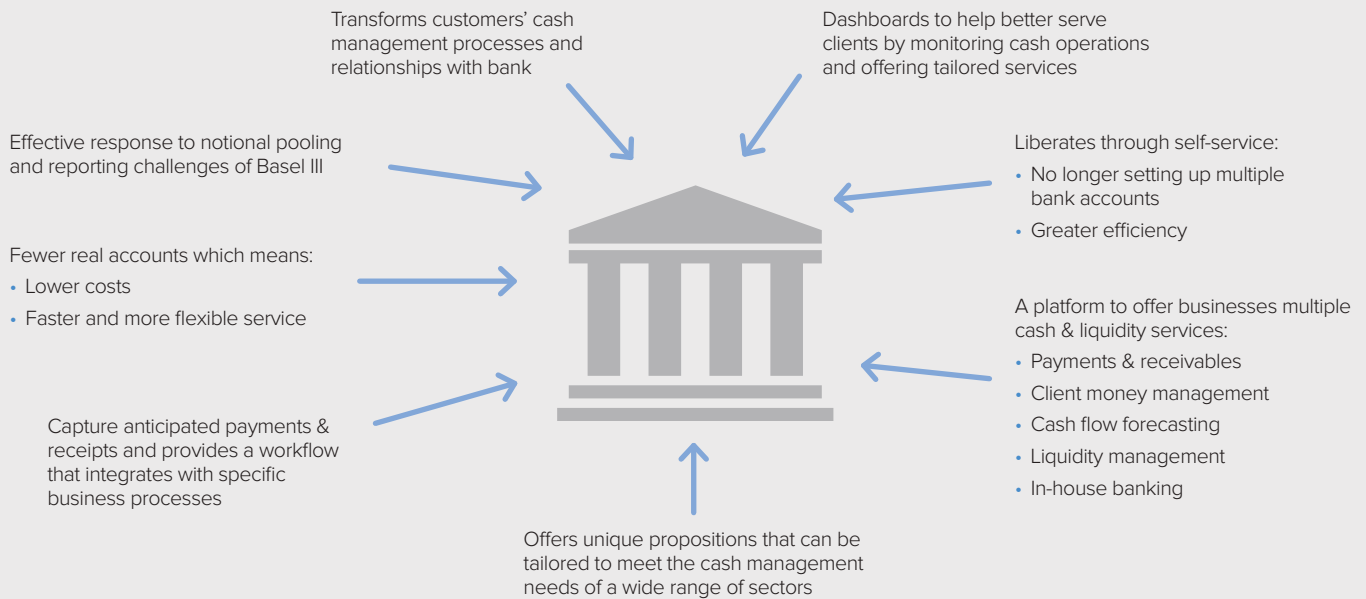 Transforms customers’ cash
management processes and
relationships with bank
Dashboards to help better serve
clients by monitoring cash operations
and offering tailored services
Effective response to notional pooling
and reporting challenges of Basel III
Liberates through self-service:
• No longer setting up multiple
bank accounts
• Greater efficiency
Fewer real accounts which means:
• Lower costs
• Faster and more flexible service
A platform to offer businesses multiple
cash & liquidity services:
• Payments & receivables
• Client money management
• Cash flow forecasting
• Liquidity management
• In-house banking
Capture anticipated payments &
receipts and provides a workflow
that integrates with specific
business processes
Offers unique propositions that can be
tailored to meet the cash management
needs of a wide range of sectors